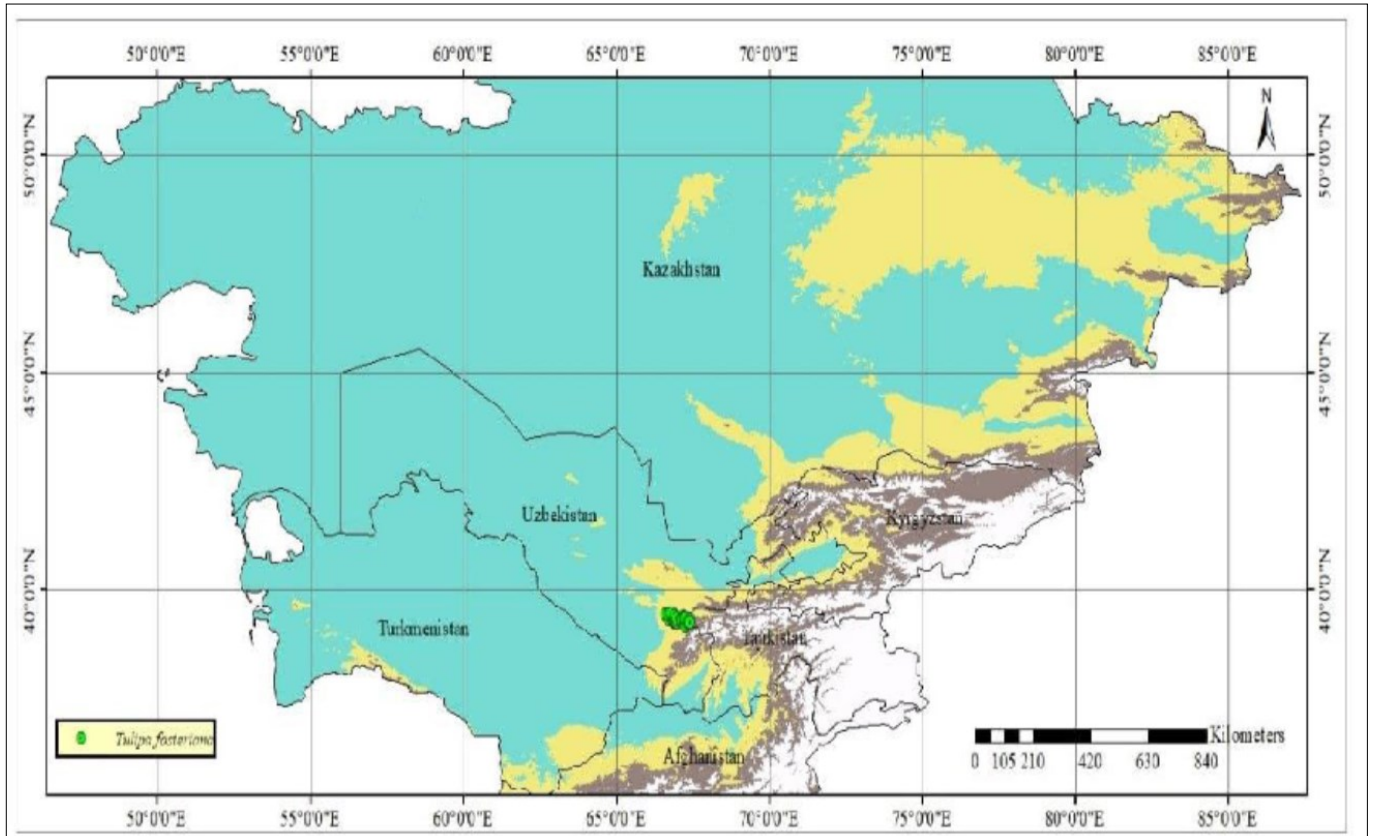 50°0'0"E 55°0'0"E 60°0'0"E 65°0'0"E 70°0'0"E 75°0'0"E 80°0'0"E 85°0'0"E
N
50°0'0"N 50°0'0"N
Kazakhstan
45°0'0"N 45°0'0"N
Uzbekistan
Kyrgyzstan
40°0'0"N 40°0'0"N
Turkmenistan
Tajikistan
Tulipa fosteriana
Kilometers
Afghanistan
0 105 210 420 630 840
50°0'0"E 55°0'0"E 60°0'0"E 65°0'0"E 70°0'0"E 75°0'0"E 80°0'0"E 85°0'0"E